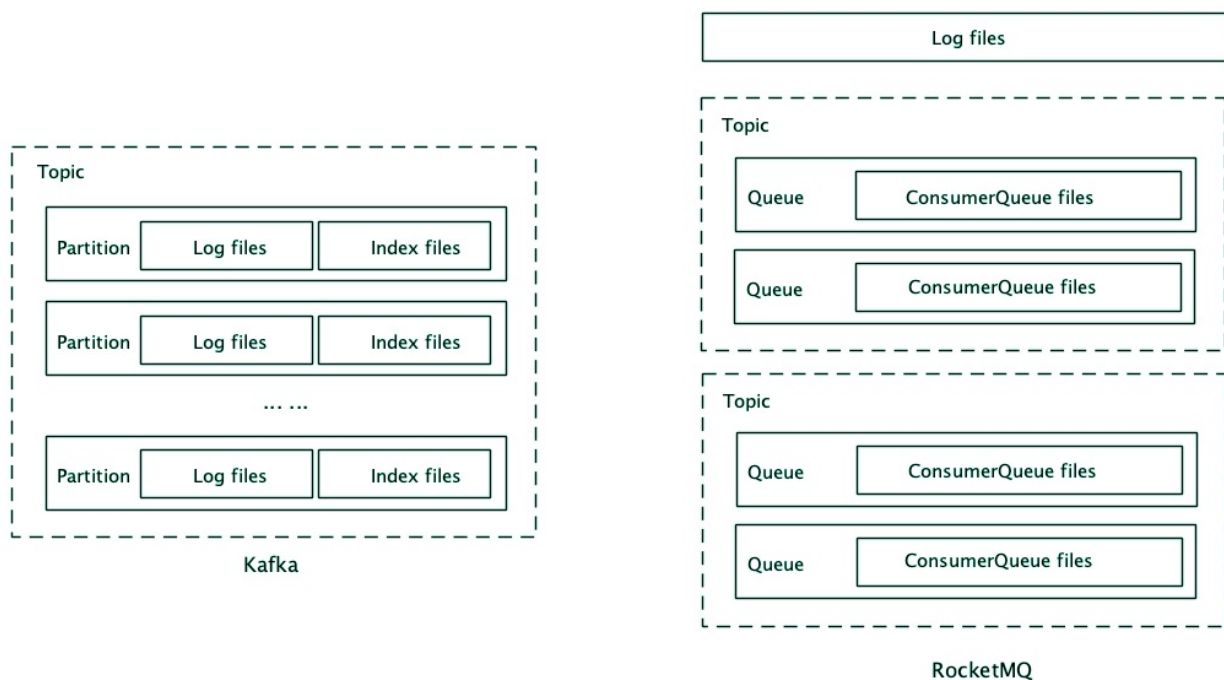 Topic
Partition Log files Index files
Partition Log files Index files
... ...
Partition Log files Index files
Kafka
Log files
Topic
Queue ConsumerQueue files
Queue ConsumerQueue files
Topic
Queue ConsumerQueue files
Queue ConsumerQueue files
RocketMQ